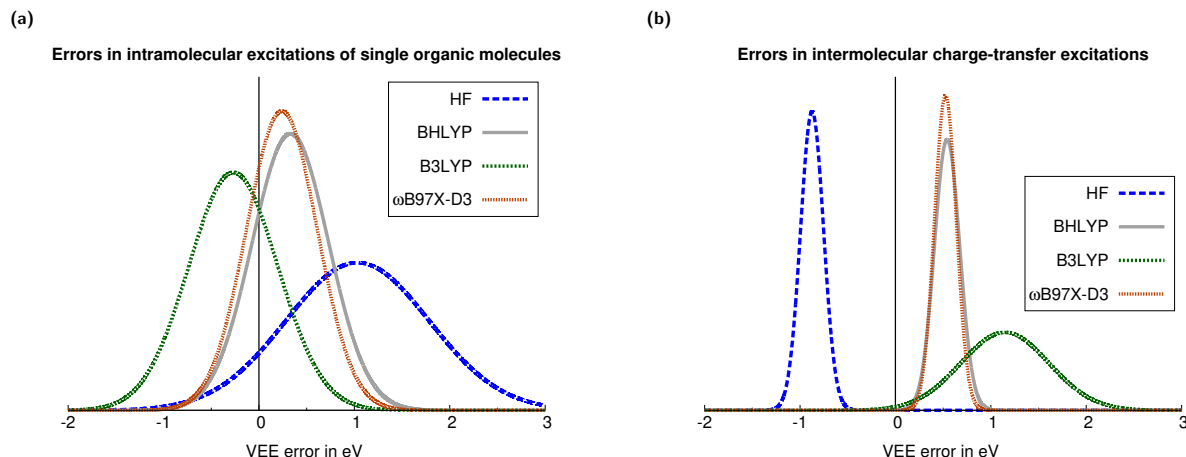 (a)
Errors in intramolecular excitations of single organic molecules
HF
BHLYP
B3LYP
ωB97X-D3
-2 -1 0 1 2 3
VEE error in eV
(b)
Errors in intermolecular charge-transfer excitations
HF
BHLYP
B3LYP
ωB97X-D3
-2 -1 0 1 2 3
VEE error in eV